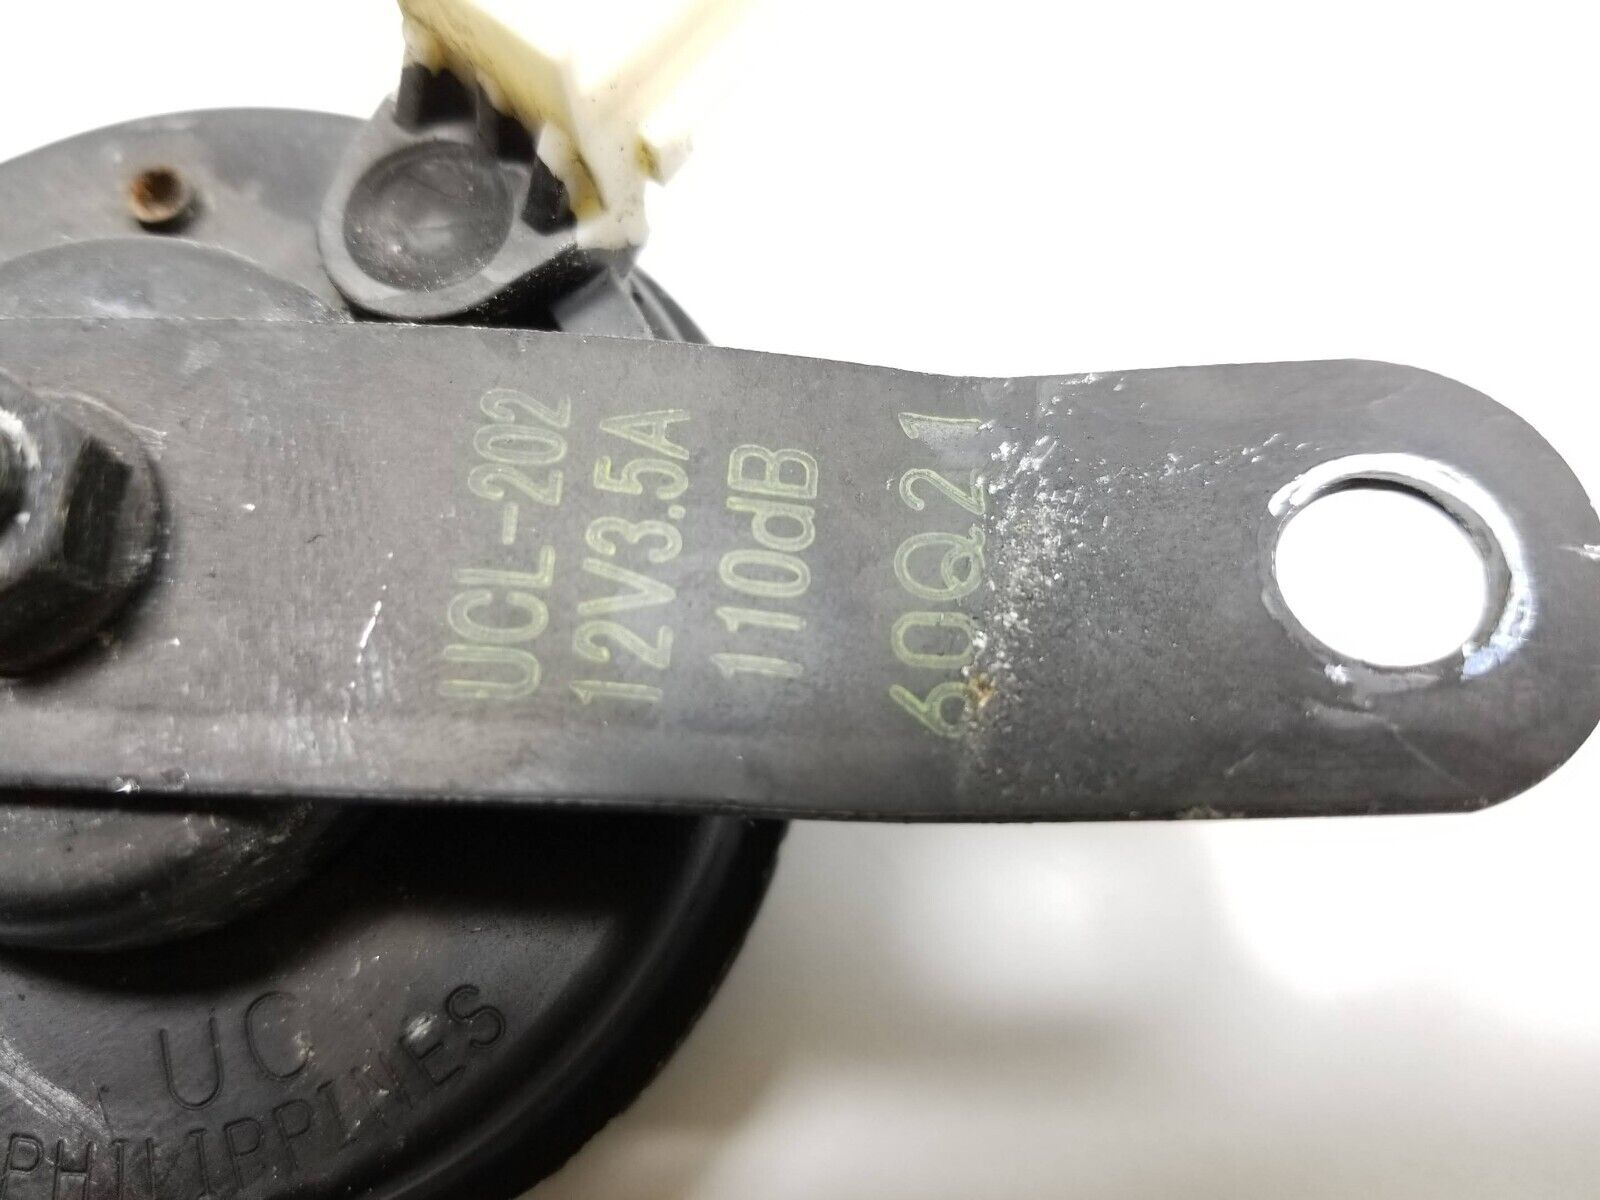 UCL-202
12V3.5A
110dB
60Q21
UC
PHILIPPINES